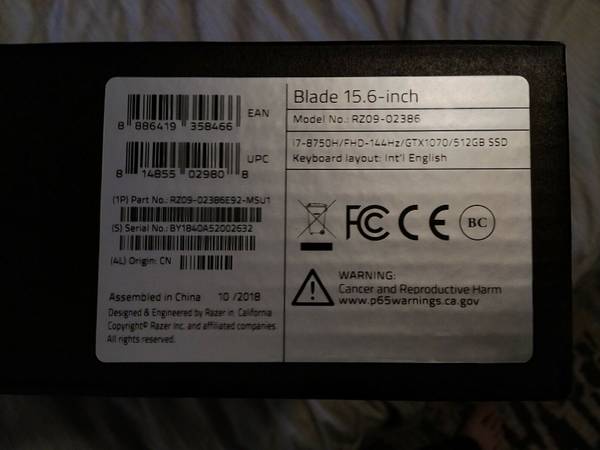 8 886419 358466 EAN
8 14855 02980 8 UPC
(1P) Part No.: RZ09-02386E92-MSU1
(S) Serial No.: BY1840A52002632
(4L) Origin: CN
Assembled in China 10 /2018
Designed & Engineered by Razer in California
Copyright© Razer Inc. and affiliated companies
All rights reserved.
Blade 15.6-inch
Model No.: RZ09-02386
i7-8750H/FHD-144Hz/GTX1070/512GB SSD
Keyboard layout: Int'l English
FC CE BC
WARNING:
Cancer and Reproductive Harm
www.p65warnings.ca.gov